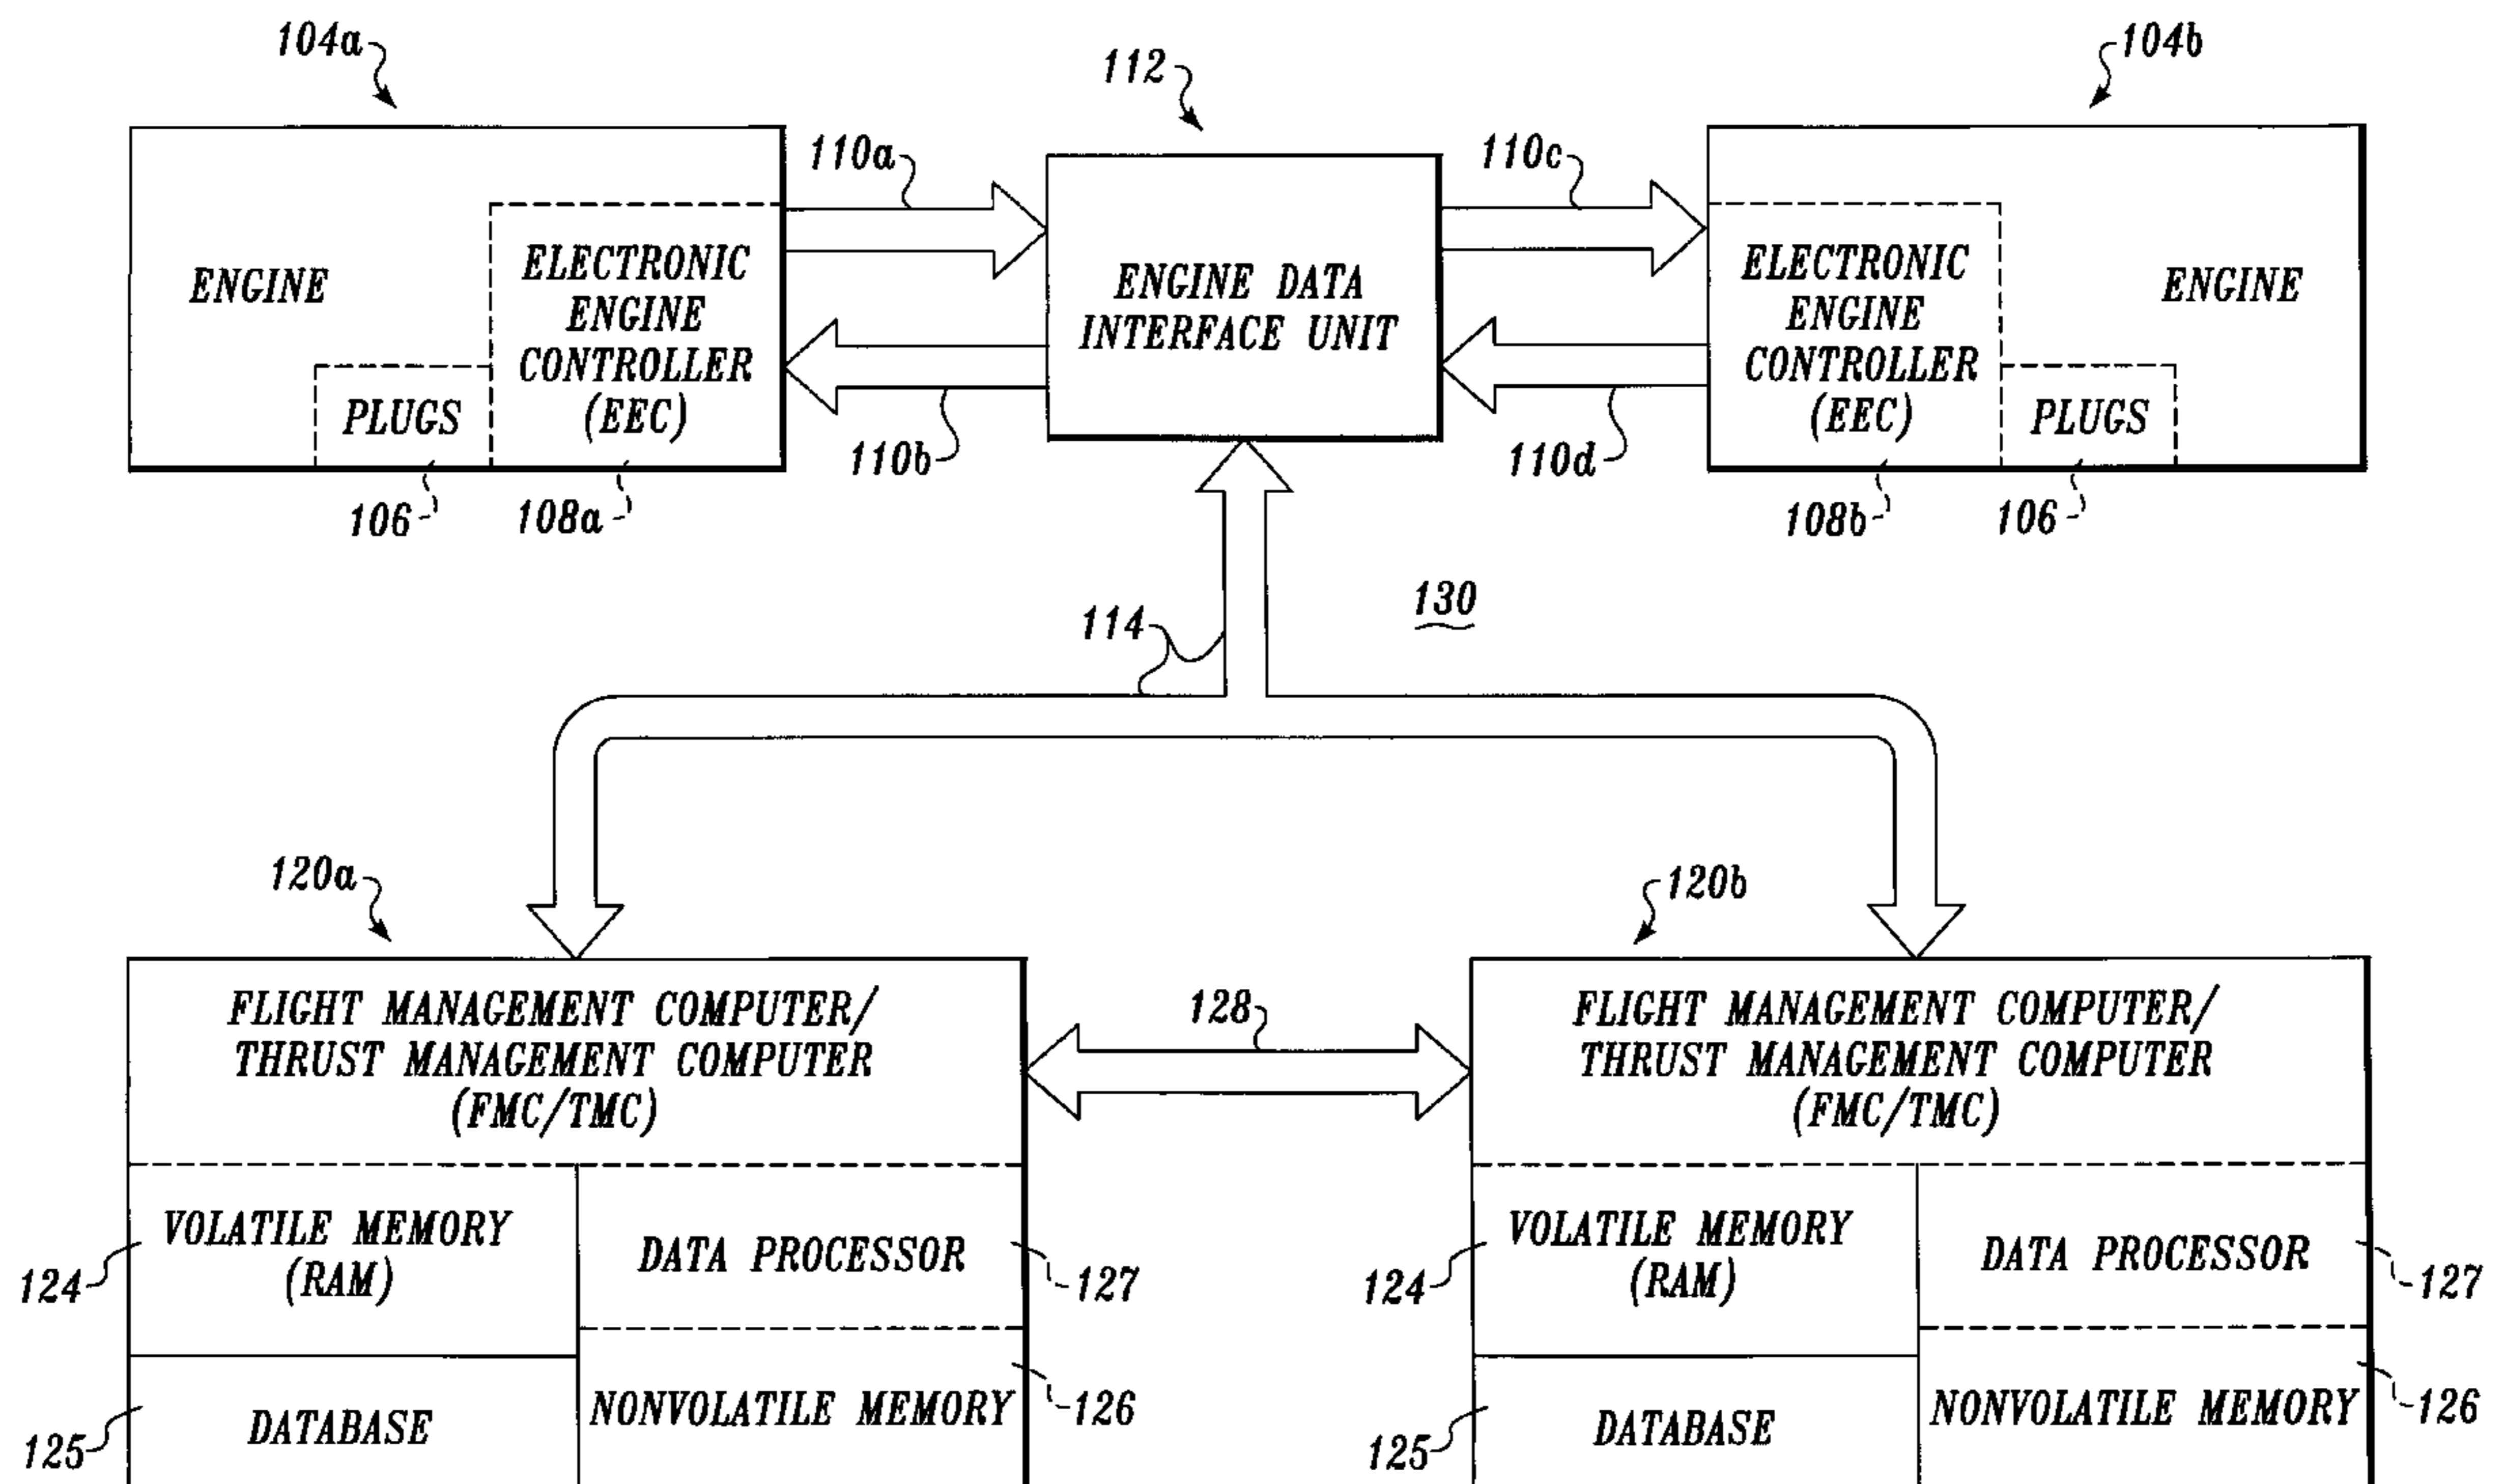 104a
112
104b
110a
110c
ENGINE
ELECTRONIC
ENGINE
CONTROLLER
(EEC)
PLUGS
ENGINE DATA
INTERFACE UNIT
ELECTRONIC
ENGINE
CONTROLLER
(EEC)
ENGINE
PLUGS
110b
110d
106
108a
108b
106
130
114
120a
120b
FLIGHT MANAGEMENT COMPUTER/
THRUST MANAGEMENT COMPUTER
(FMC/TMC)
128
FLIGHT MANAGEMENT COMPUTER/
THRUST MANAGEMENT COMPUTER
(FMC/TMC)
VOLATILE MEMORY
(RAM)
124
DATA PROCESSOR
127
VOLATILE MEMORY
(RAM)
124
DATA PROCESSOR
127
DATABASE
125
NONVOLATILE MEMORY
126
DATABASE
125
NONVOLATILE MEMORY
126